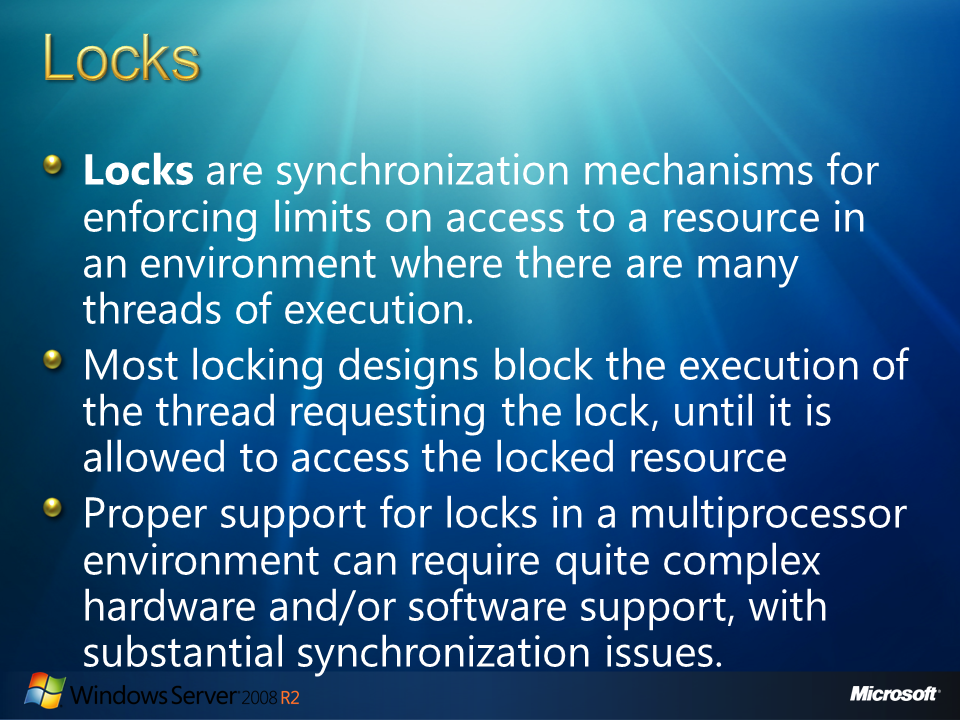 Locks
Locks are synchronization mechanisms for
enforcing limits on access to a resource in
an environment where there are many
threads of execution.
Most locking designs block the execution of
the thread requesting the lock, until it is
allowed to access the locked resource
Proper support for locks in a multiprocessor
environment can require quite complex
hardware and/or software support, with
substantial synchronization issues.
Windows Server 2008 R2
Microsoft